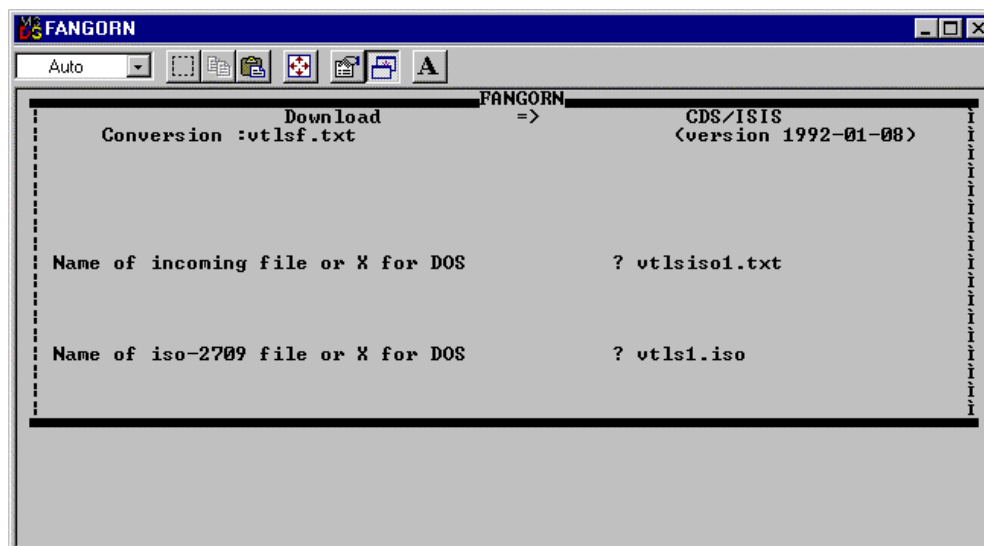 FANGORN
Auto
A
FANGORN
Download => CDS/ISIS
Conversion :vtlsf.txt (version 1992-01-08)
Name of incoming file or X for DOS ? vtlsiso1.txt
Name of iso-2709 file or X for DOS ? vtls1.iso